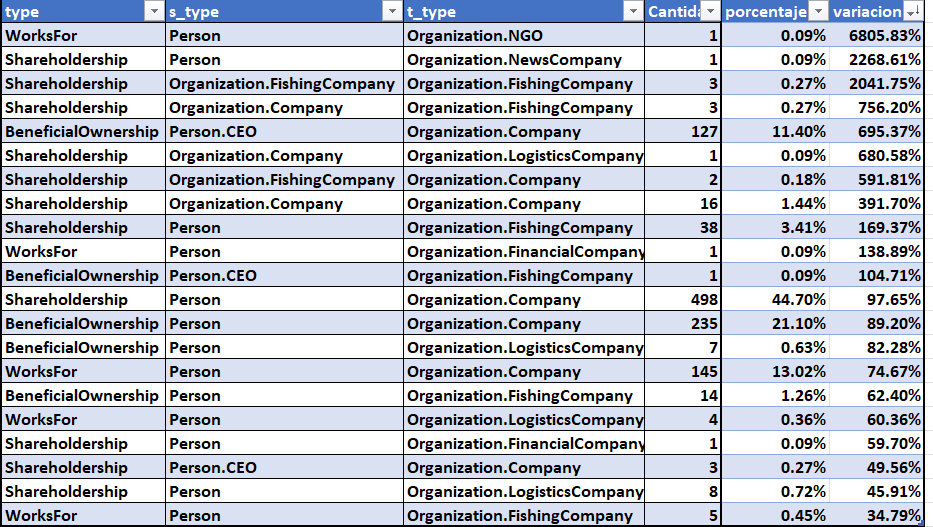 type s_type t_type Cantida porcentaje variacion
WorksFor Person Organization.NGO 1 0.09% 6805.83%
Shareholdership Person Organization.NewsCompany 1 0.09% 2268.61%
Shareholdership Organization.FishingCompany Organization.FishingCompany 3 0.27% 2041.75%
Shareholdership Organization.Company Organization.FishingCompany 3 0.27% 756.20%
BeneficialOwnership Person.CEO Organization.Company 127 11.40% 695.37%
Shareholdership Organization.Company Organization.LogisticsCompany 1 0.09% 680.58%
Shareholdership Organization.FishingCompany Organization.Company 2 0.18% 591.81%
Shareholdership Organization.Company Organization.Company 16 1.44% 391.70%
Shareholdership Person Organization.FishingCompany 38 3.41% 169.37%
WorksFor Person Organization.FinancialCompany 1 0.09% 138.89%
BeneficialOwnership Person.CEO Organization.FishingCompany 1 0.09% 104.71%
Shareholdership Person Organization.Company 498 44.70% 97.65%
BeneficialOwnership Person Organization.Company 235 21.10% 89.20%
BeneficialOwnership Person Organization.LogisticsCompany 7 0.63% 82.28%
WorksFor Person Organization.Company 145 13.02% 74.67%
BeneficialOwnership Person Organization.FishingCompany 14 1.26% 62.40%
WorksFor Person Organization.LogisticsCompany 4 0.36% 60.36%
Shareholdership Person Organization.FinancialCompany 1 0.09% 59.70%
Shareholdership Person.CEO Organization.Company 3 0.27% 49.56%
Shareholdership Person Organization.LogisticsCompany 8 0.72% 45.91%
WorksFor Person Organization.FishingCompany 5 0.45% 34.79%